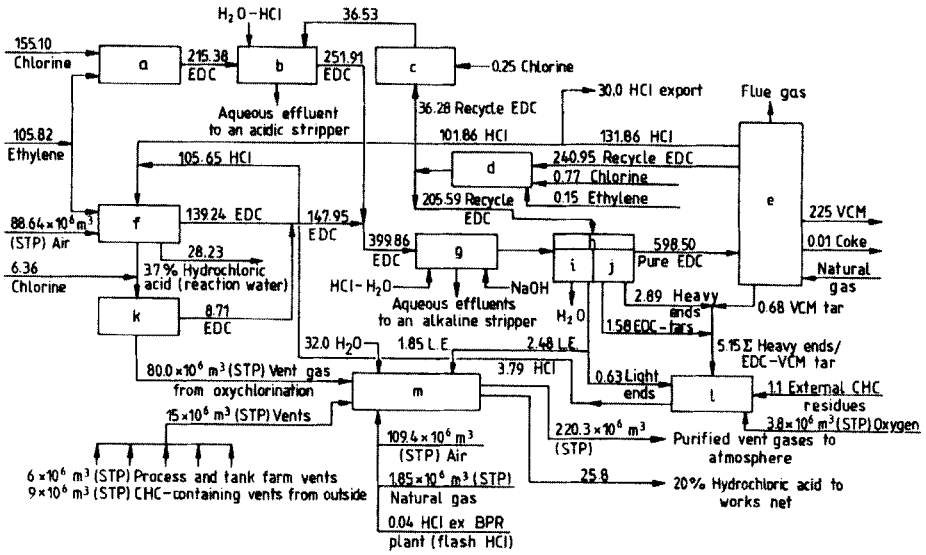 H₂O-HCl
36.53
155.10
Chlorine
a
215.38
EDC
b
251.91
EDC
c
0.25 Chlorine
Aqueous effluent
to an acidic stripper
36.28 Recycle EDC
30.0 HCl export
Flue gas
101.86 HCl
131.86 HCl
105.82
Ethylene
105.65 HCl
d
240.95 Recycle EDC
0.77 Chlorine
0.15 Ethylene
e
88.64×10⁶ m³
(STP) Air
f
139.24 EDC
147.95
EDC
205.59 Recycle
EDC
225 VCM
28.23
3.7% Hydrochloric
acid (reaction water)
399.86
EDC
g
h
i
j
598.50
Pure EDC
0.01 Coke
6.36
Chlorine
HCl-H₂O
NaOH
Natural
gas
k
8.71
EDC
Aqueous effluents
to an alkaline stripper
H₂O
2.89 Heavy
ends
0.68 VCM tar
1.58 EDC-tars
32.0 H₂O
1.85 L.E.
2.48 L.E.
5.15 Σ Heavy ends/
EDC-VCM tar
80.0×10⁶ m³ (STP) Vent gas
from oxychlorination
3.79 HCl
0.63 Light
ends
m
l
1.1 External CHC
residues
15×10⁶ m³ (STP) Vents
3.8×10⁶ m³ (STP) Oxygen
109.4×10⁶ m³
(STP) Air
220.3×10⁶ m³
(STP)
Purified vent gases to
atmosphere
6×10⁶ m³ (STP) Process and tank farm vents
9×10⁶ m³ (STP) CHC-containing vents from outside
1.85×10⁶ m³ (STP)
Natural gas
25.8
20% Hydrochloric acid to
works net
0.04 HCl ex BPR
plant (flash HCl)